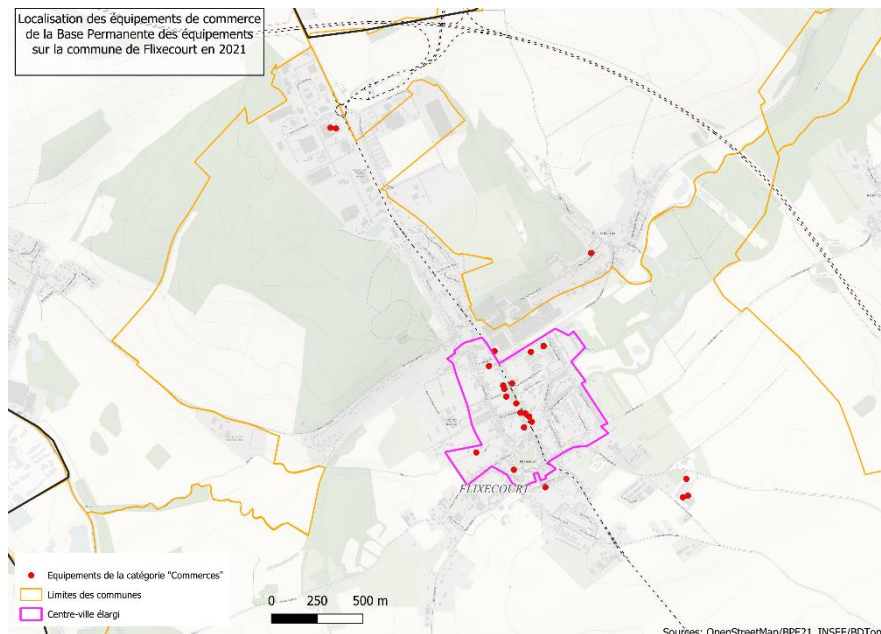 Localisation des équipements de commerce
de la Base Permanente des équipements
sur la commune de Flixecourt en 2021
FLIXECOURT
Equipements de la catégorie "Commerces"
Limites des communes
Centre-ville élargi
0 250 500 m
Sources: OpenStreetMap/BPE21 INSEE/BDTopo